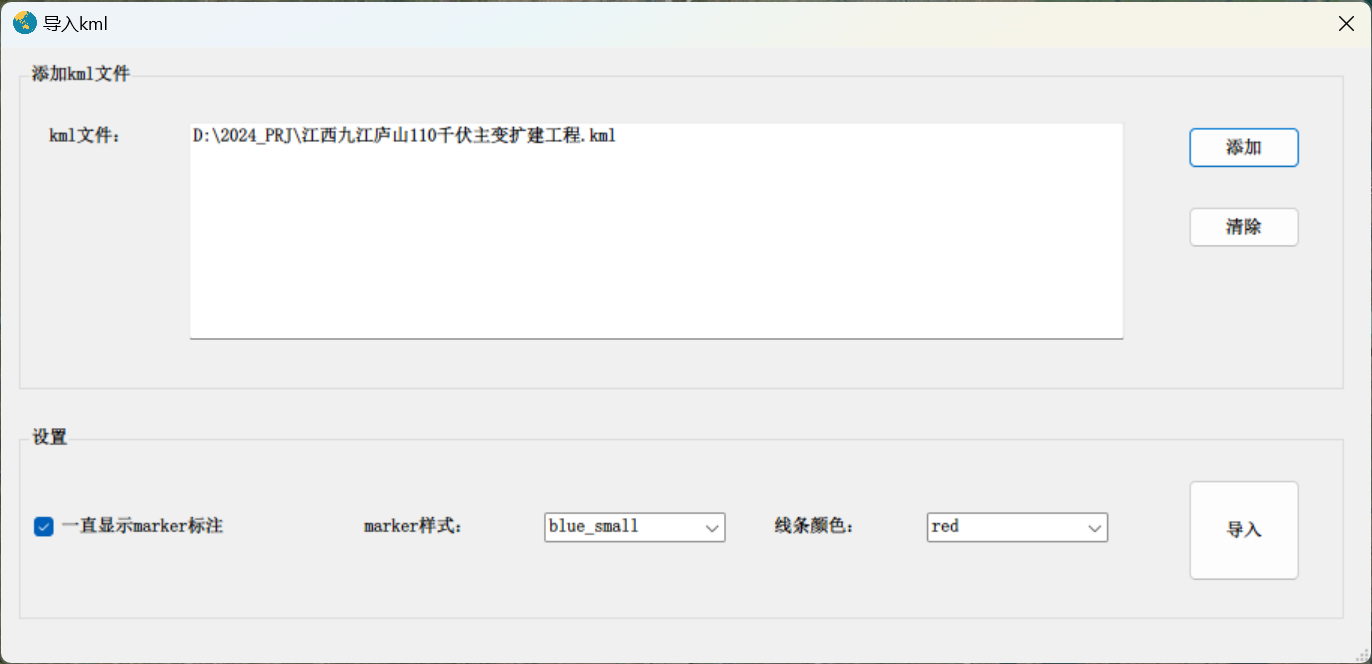 导入kml
添加kml文件
kml文件：
D:\2024_PRJ\江西九江庐山110千伏主变扩建工程.kml
添加
清除
设置
一直显示marker标注
marker样式：
blue_small
线条颜色：
red
导入